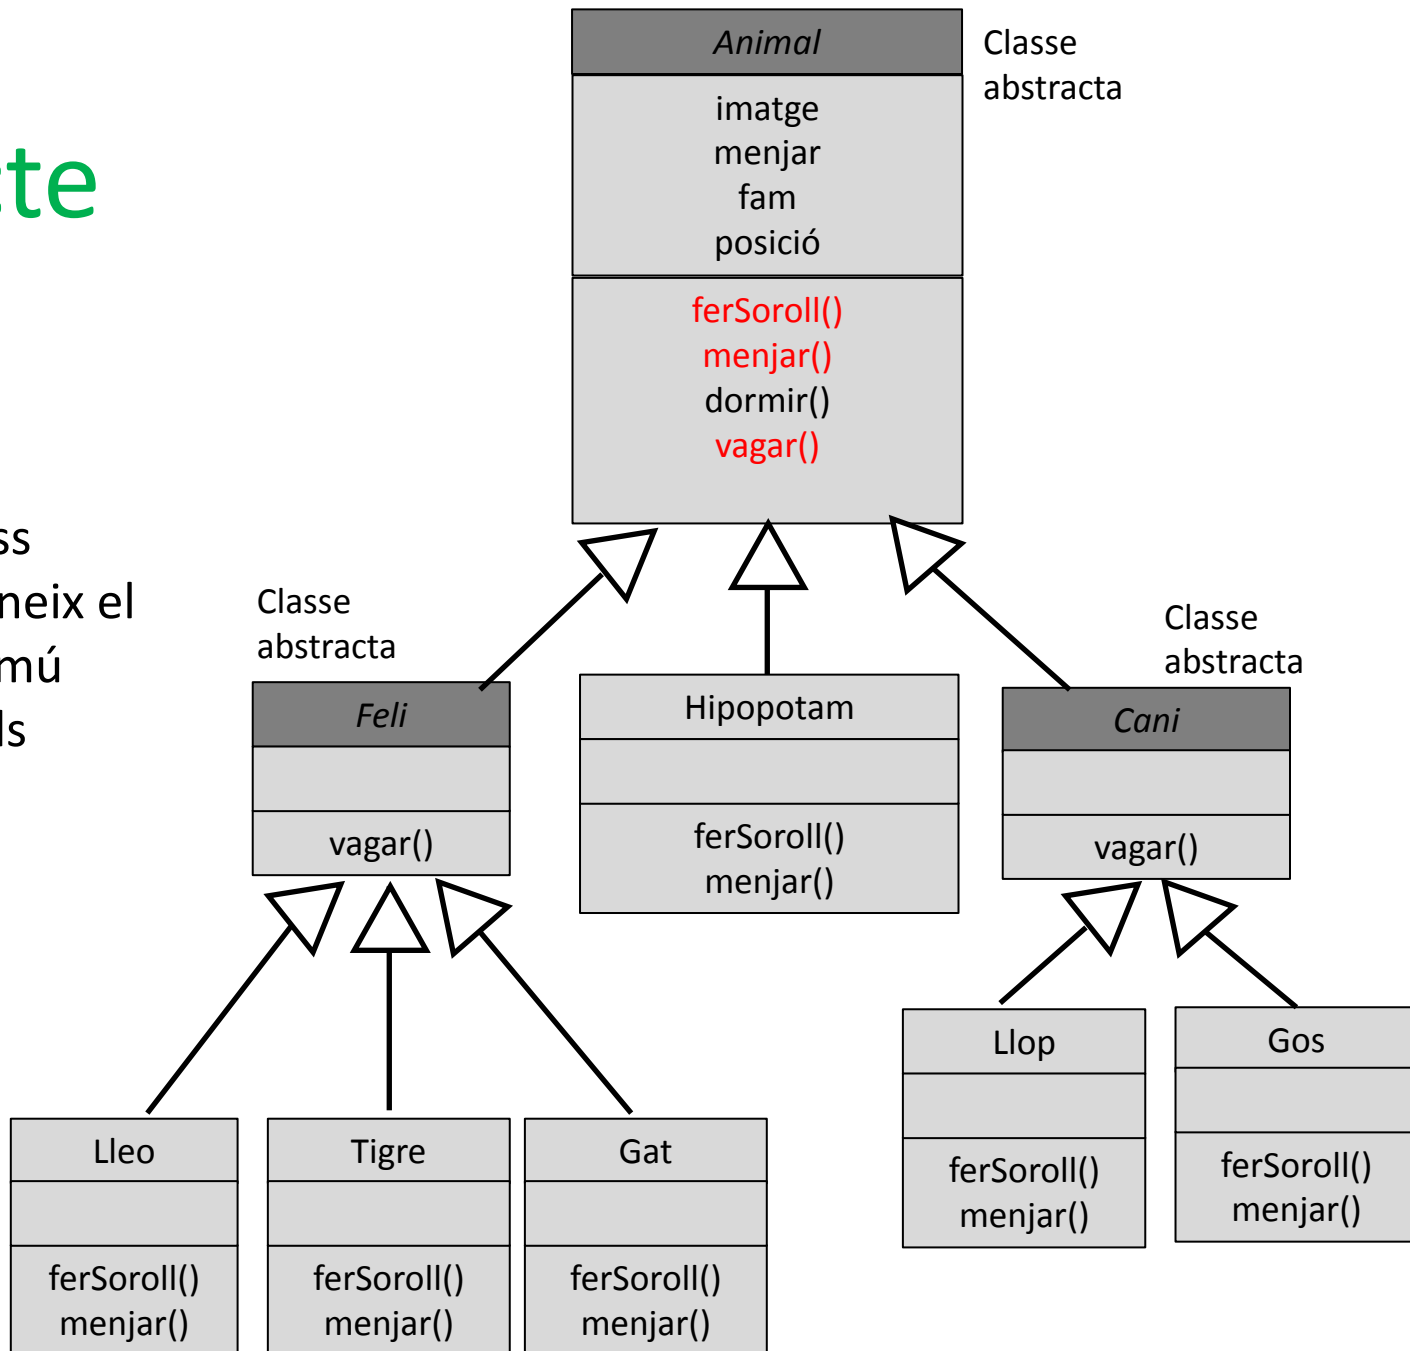 cte
ss
neix el
mú
ls
Animal
Classe
abstracta
imatge
menjar
fam
posició
ferSoroll()
menjar()
dormir()
vagar()
Classe
abstracta
Feli
vagar()
Hipopotam
ferSoroll()
menjar()
Classe
abstracta
Cani
vagar()
Lleo
ferSoroll()
menjar()
Tigre
ferSoroll()
menjar()
Gat
ferSoroll()
menjar()
Llop
ferSoroll()
menjar()
Gos
ferSoroll()
menjar()